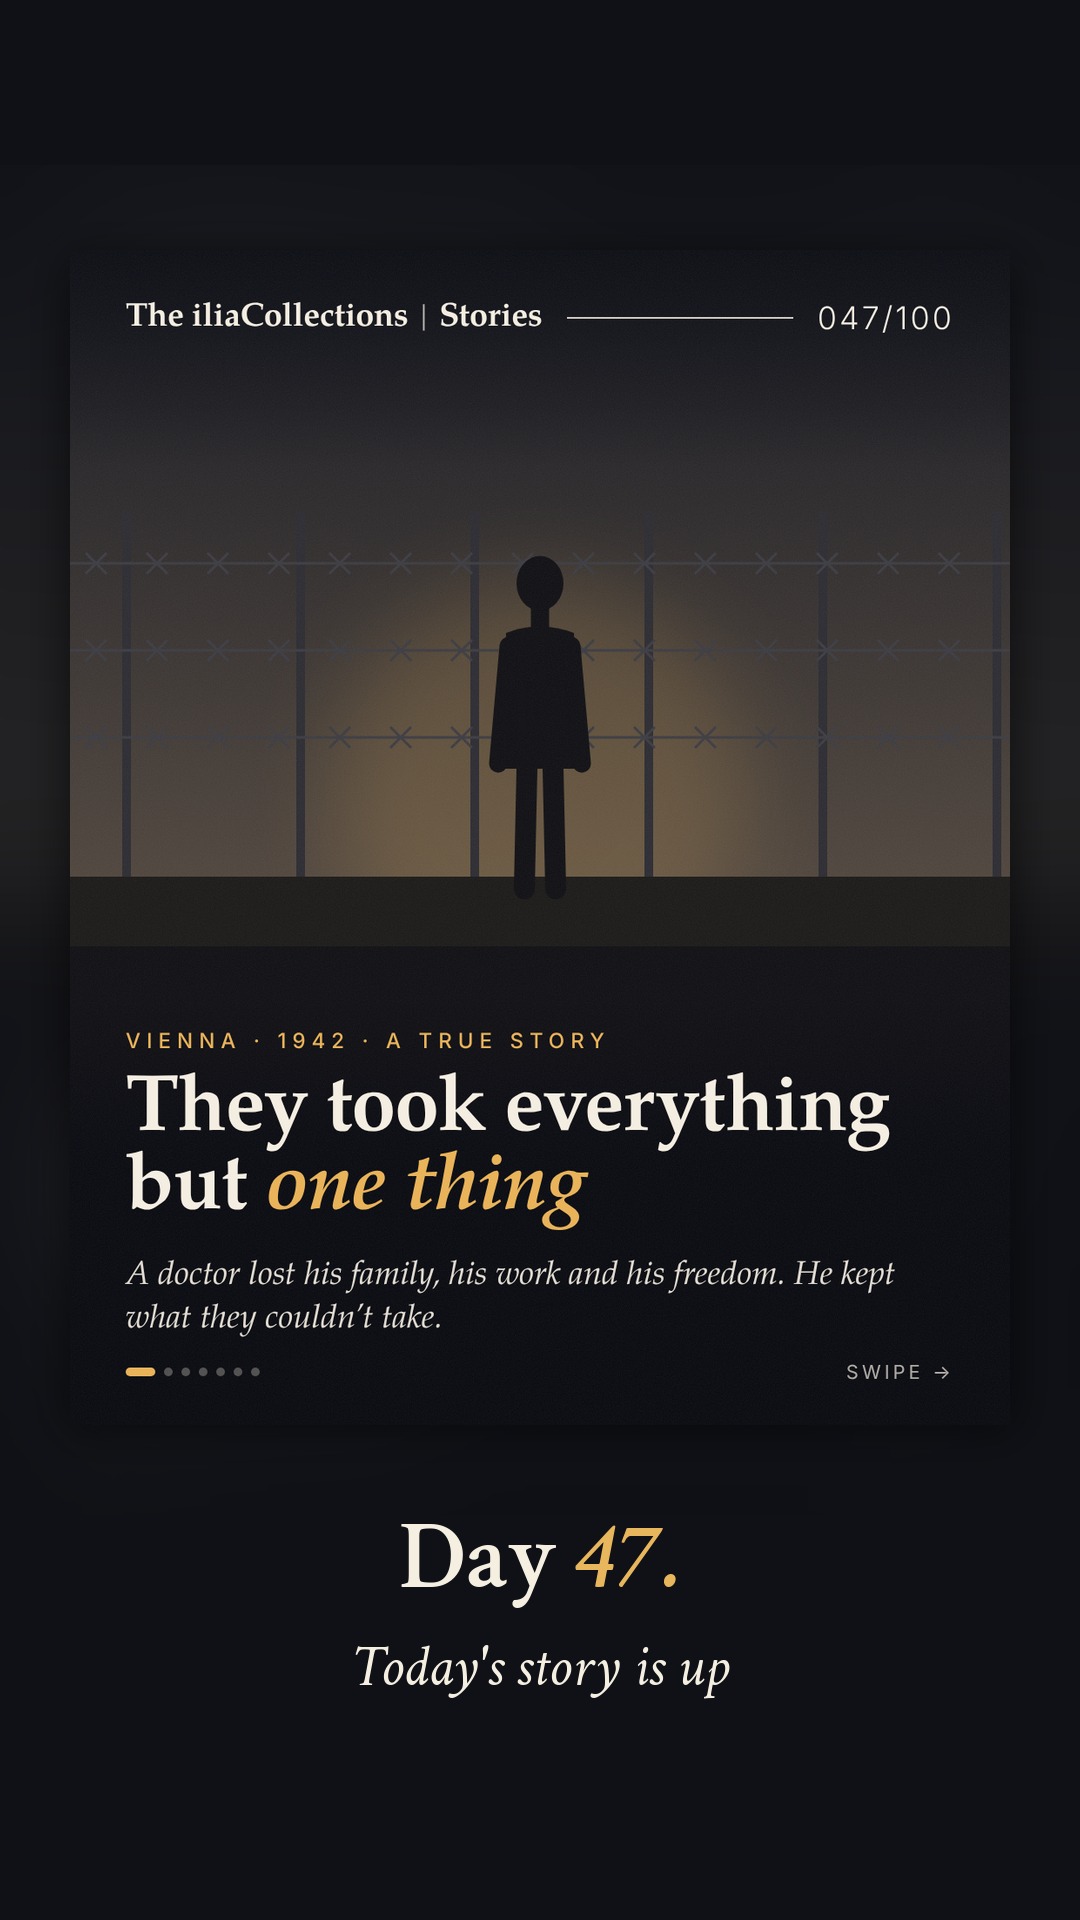 The iliaCollections | Stories 047/100
VIENNA · 1942 · A TRUE STORY
They took everything
but one thing
A doctor lost his family, his work and his freedom. He kept
what they couldn’t take.
SWIPE →
Day 47.
Today's story is up